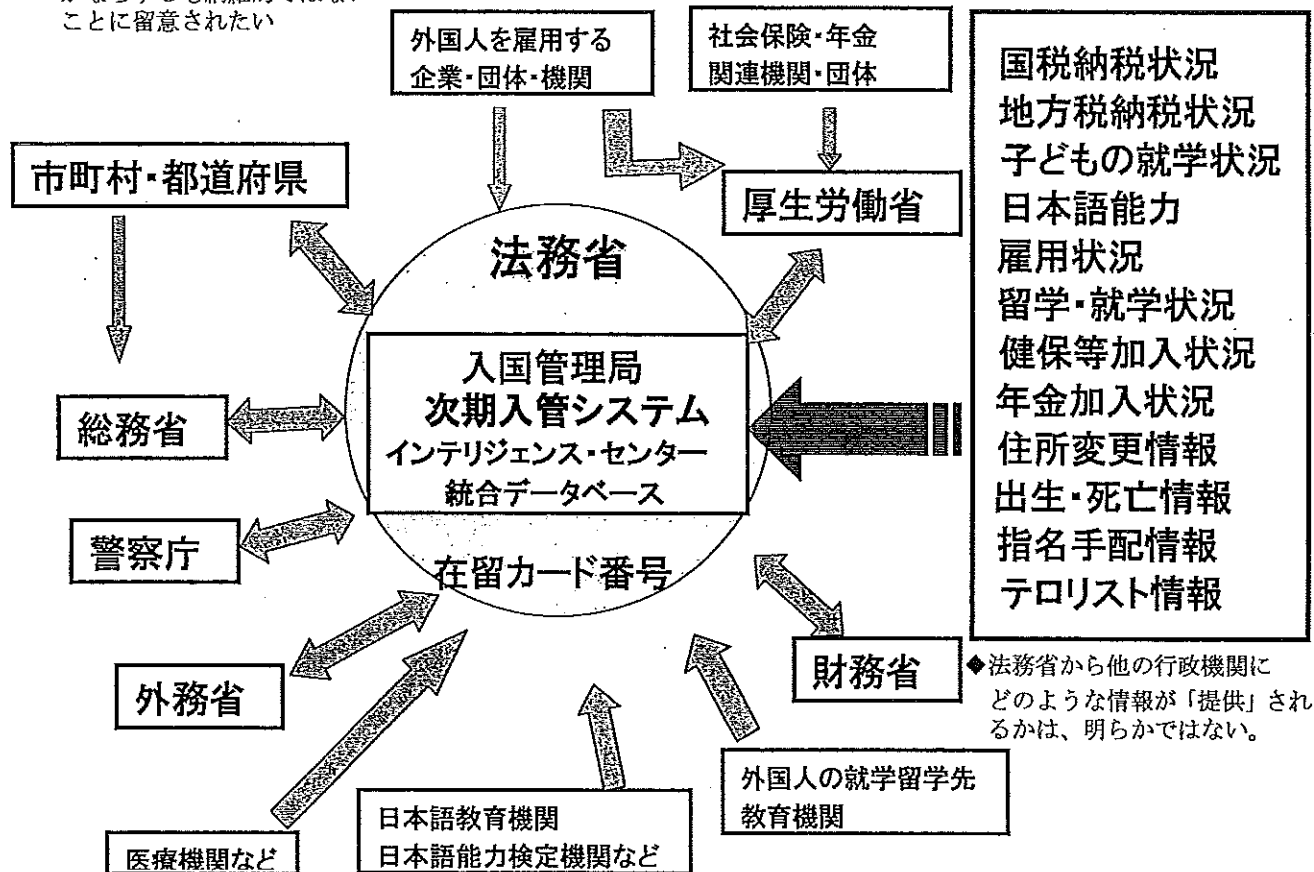 ことに留意されたい
外国人を雇用する
企業・団体・機関
社会保険・年金
関連機関・団体
市町村・都道府県
厚生労働省
法務省
入国管理局
次期入管システム
インテリジェンス・センター
統合データベース
在留カード番号
総務省
警察庁
外務省
財務省
医療機関など
日本語教育機関
日本語能力検定機関など
外国人の就学留学先
教育機関
国税納税状況
地方税納税状況
子どもの就学状況
日本語能力
雇用状況
留学・就学状況
健保等加入状況
年金加入状況
住所変更情報
出生・死亡情報
指名手配情報
テロリスト情報
◆法務省から他の行政機関に
どのような情報が「提供」され
るかは、明らかではない。